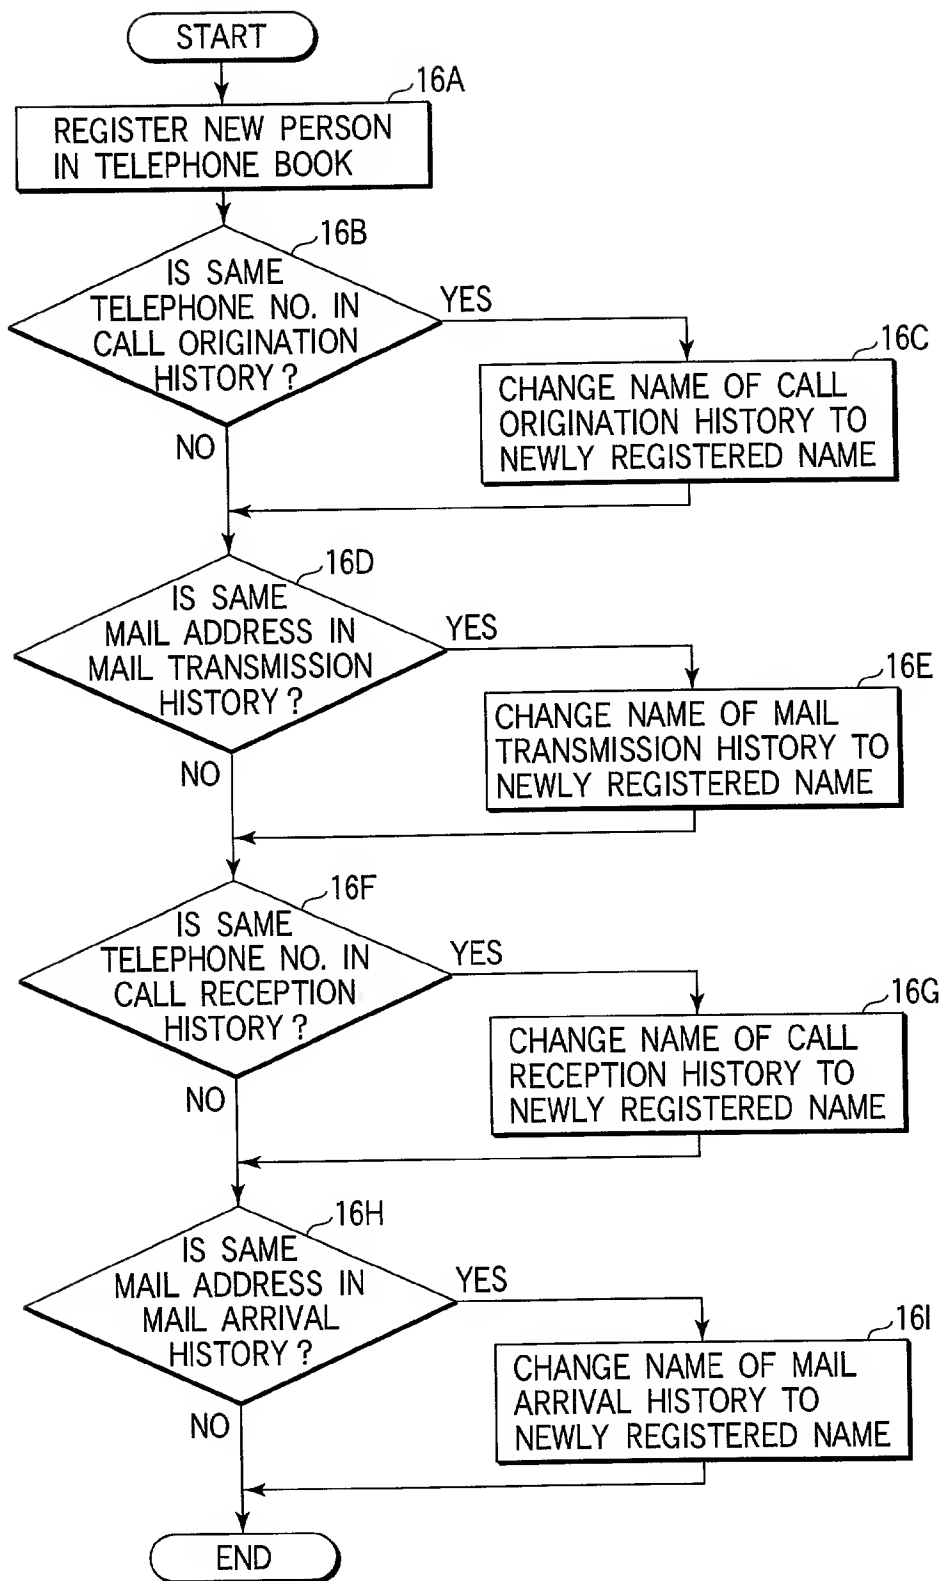 START
16A
REGISTER NEW PERSON
IN TELEPHONE BOOK
16B
IS SAME
TELEPHONE NO. IN
CALL ORIGINATION
HISTORY?
YES
NO
16C
CHANGE NAME OF CALL
ORIGINATION HISTORY TO
NEWLY REGISTERED NAME
16D
IS SAME
MAIL ADDRESS IN
MAIL TRANSMISSION
HISTORY?
YES
NO
16E
CHANGE NAME OF MAIL
TRANSMISSION HISTORY TO
NEWLY REGISTERED NAME
16F
IS SAME
TELEPHONE NO. IN
CALL RECEPTION
HISTORY?
YES
NO
16G
CHANGE NAME OF CALL
RECEPTION HISTORY TO
NEWLY REGISTERED NAME
16H
IS SAME
MAIL ADDRESS IN
MAIL ARRIVAL
HISTORY?
YES
NO
16I
CHANGE NAME OF MAIL
ARRIVAL HISTORY TO
NEWLY REGISTERED NAME
END